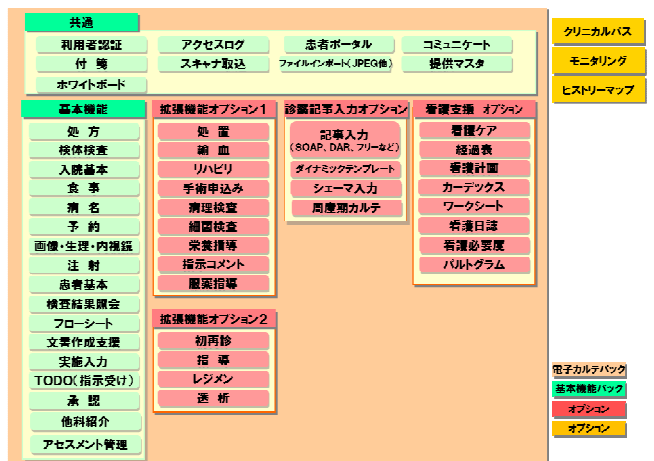 共通
利用者認証
アクセスログ
患者ポータル
コミュニケート
付 箋
スキャナ取込
ファイルインポート(JPEG他)
提供マスタ
ホワイトボード
クリニカルパス
モニタリング
ヒストリーマップ
基本機能
処 方
検体検査
入院基本
食 事
病 名
予 約
画像・生理・内視鏡
注 射
患者基本
検査結果照会
フローシート
文書作成支援
実施入力
TODO(指示受け)
承 認
他科紹介
アセスメント管理
拡張機能オプション1
処 置
輸 血
リハビリ
手術申込み
病理検査
細菌検査
栄養指導
指示コメント
服薬指導
拡張機能オプション2
初再診
指 導
レジメン
透 析
診療記事入力オプション
記事入力
(SOAP、DAR、フリーなど)
ダイナミックテンプレート
シェーマ入力
周産期カルテ
看護支援 オプション
看護ケア
経過表
看護計画
カーデックス
ワークシート
看護日誌
看護必要度
パルトグラム
電子カルテパック
基本機能パック
オプション
オプション